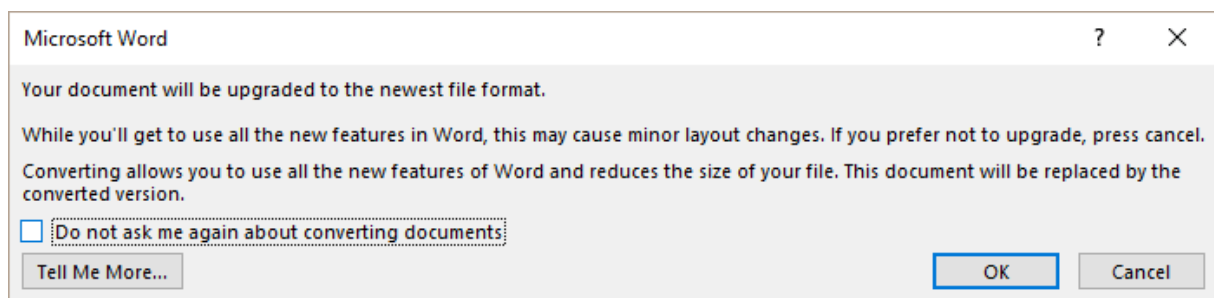 Microsoft Word
?
Your document will be upgraded to the newest file format.
While you'll get to use all the new features in Word, this may cause minor layout changes. If you prefer not to upgrade, press cancel.
Converting allows you to use all the new features of Word and reduces the size of your file. This document will be replaced by the
converted version.
Do not ask me again about converting documents
Tell Me More... OK Cancel